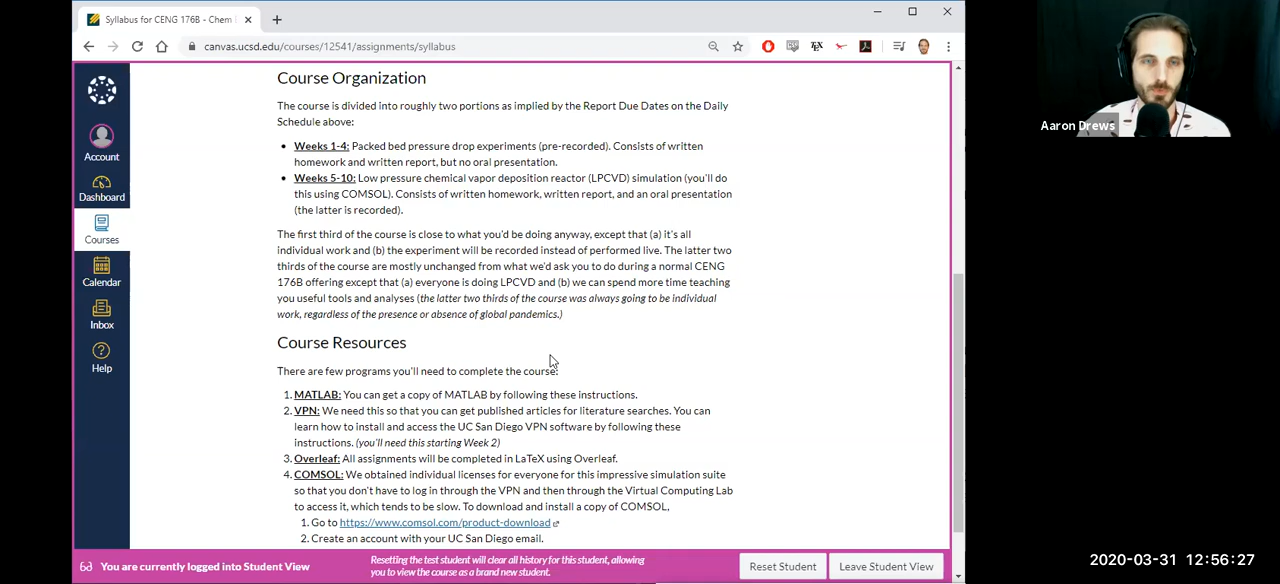 Syllabus for CENG 176B - Chem
canvas.ucsd.edu/courses/12541/assignments/syllabus
Aaron Drews
Account
Dashboard
Courses
Calendar
Inbox
Help
Course Organization
The course is divided into roughly two portions as implied by the Report Due Dates on the Daily
Schedule above:
Weeks 1-4: Packed bed pressure drop experiments (pre-recorded). Consists of written
homework and written report, but no oral presentation.
Weeks 5-10: Low pressure chemical vapor deposition reactor (LPCVD) simulation (you'll do
this using COMSOL). Consists of written homework, written report, and an oral presentation
(the latter is recorded).
The first third of the course is close to what you'd be doing anyway, except that (a) it's all
individual work and (b) the experiment will be recorded instead of performed live. The latter two
thirds of the course are mostly unchanged from what we'd ask you to do during a normal CENG
176B offering except that (a) everyone is doing LPCVD and (b) we can spend more time teaching
you useful tools and analyses (the latter two thirds of the course was always going to be individual
work, regardless of the presence or absence of global pandemics.)
Course Resources
There are few programs you'll need to complete the course:
1. MATLAB: You can get a copy of MATLAB by following these instructions.
2. VPN: We need this so that you can get published articles for literature searches. You can
learn how to install and access the UC San Diego VPN software by following these
instructions. (you'll need this starting Week 2)
3. Overleaf: All assignments will be completed in LaTeX using Overleaf.
4. COMSOL: We obtained individual licenses for everyone for this impressive simulation suite
so that you don't have to log in through the VPN and then through the Virtual Computing Lab
to access it, which tends to be slow. To download and install a copy of COMSOL,
1. Go to https://www.comsol.com/product-download
2. Create an account with your UC San Diego email.
You are currently logged into Student View
Resetting the test student will clear all history for this student, allowing
you to view the course as a brand new student.
Reset Student
Leave Student View
2020-03-31 12:56:27